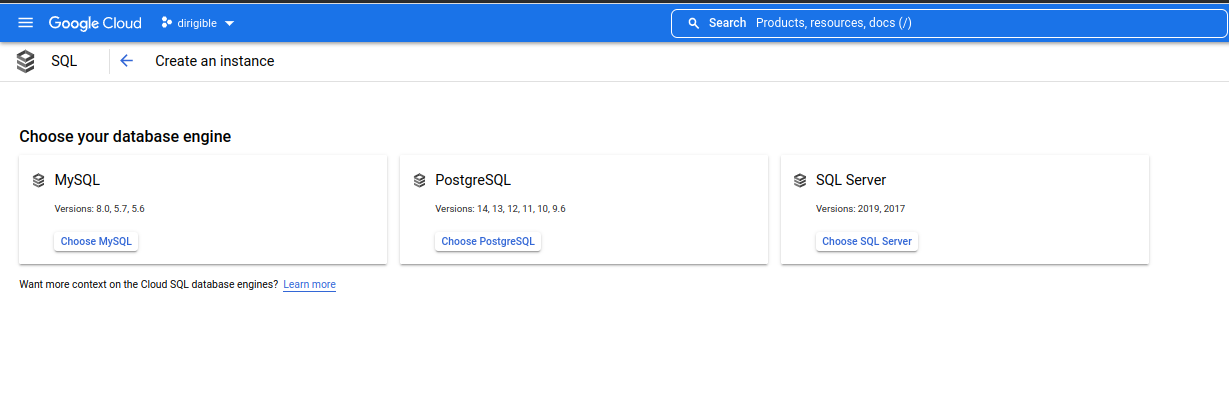 Google Cloud dirigible Search Products, resources, docs (/)
SQL Create an instance
Choose your database engine
MySQL
Versions: 8.0, 5.7, 5.6
Choose MySQL
PostgreSQL
Versions: 14, 13, 12, 11, 10, 9.6
Choose PostgreSQL
SQL Server
Versions: 2019, 2017
Choose SQL Server
Want more context on the Cloud SQL database engines? Learn more